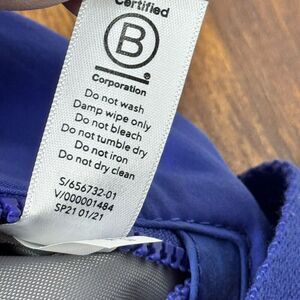 Certified
B
Corporation
Do not wash
Damp wipe only
Do not bleach
Do not tumble dry
Do not iron
Do not dry clean
S/656732-01
V/000001484
SP21 01/21